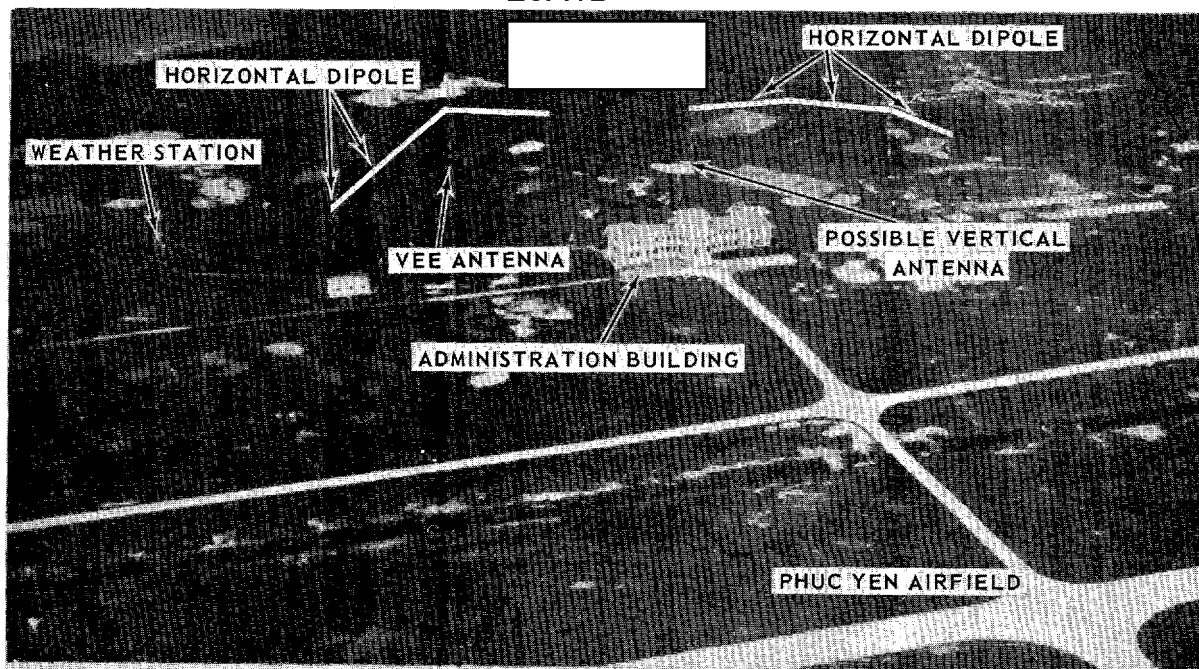 HORIZONTAL DIPOLE
HORIZONTAL DIPOLE
WEATHER STATION
VEE ANTENNA
POSSIBLE VERTICAL
ANTENNA
ADMINISTRATION BUILDING
PHUC YEN AIRFIELD